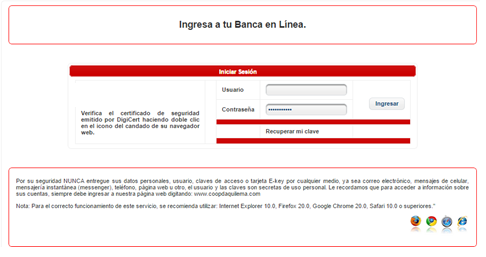 Ingresa a tu Banca en Linea.
Iniciar Sesión
Usuario
Contraseña
Ingresar
Verifica el certificado de seguridad
emitido por DigiCert haciendo doble clic
en el icono del candado de su navegador
web.
Recuperar mi clave
Por su seguridad NUNCA entregue sus datos personales, usuario, claves de acceso o tarjeta E-key por cualquier medio, ya sea correo electrónico, mensajes de celular,
mensajería instantánea (messenger), teléfono, página web u otro, el usuario y las claves son secretas de uso personal. Le recordamos que para acceder a información sobre
sus cuentas, siempre debe ingresar a nuestra página web digitando: www.coopdaquilema.com
Nota: Para el correcto funcionamiento de este servicio, se recomienda utilizar: Internet Explorer 10.0, Firefox 20.0, Google Chrome 20.0, Safari 10.0 o superiores."